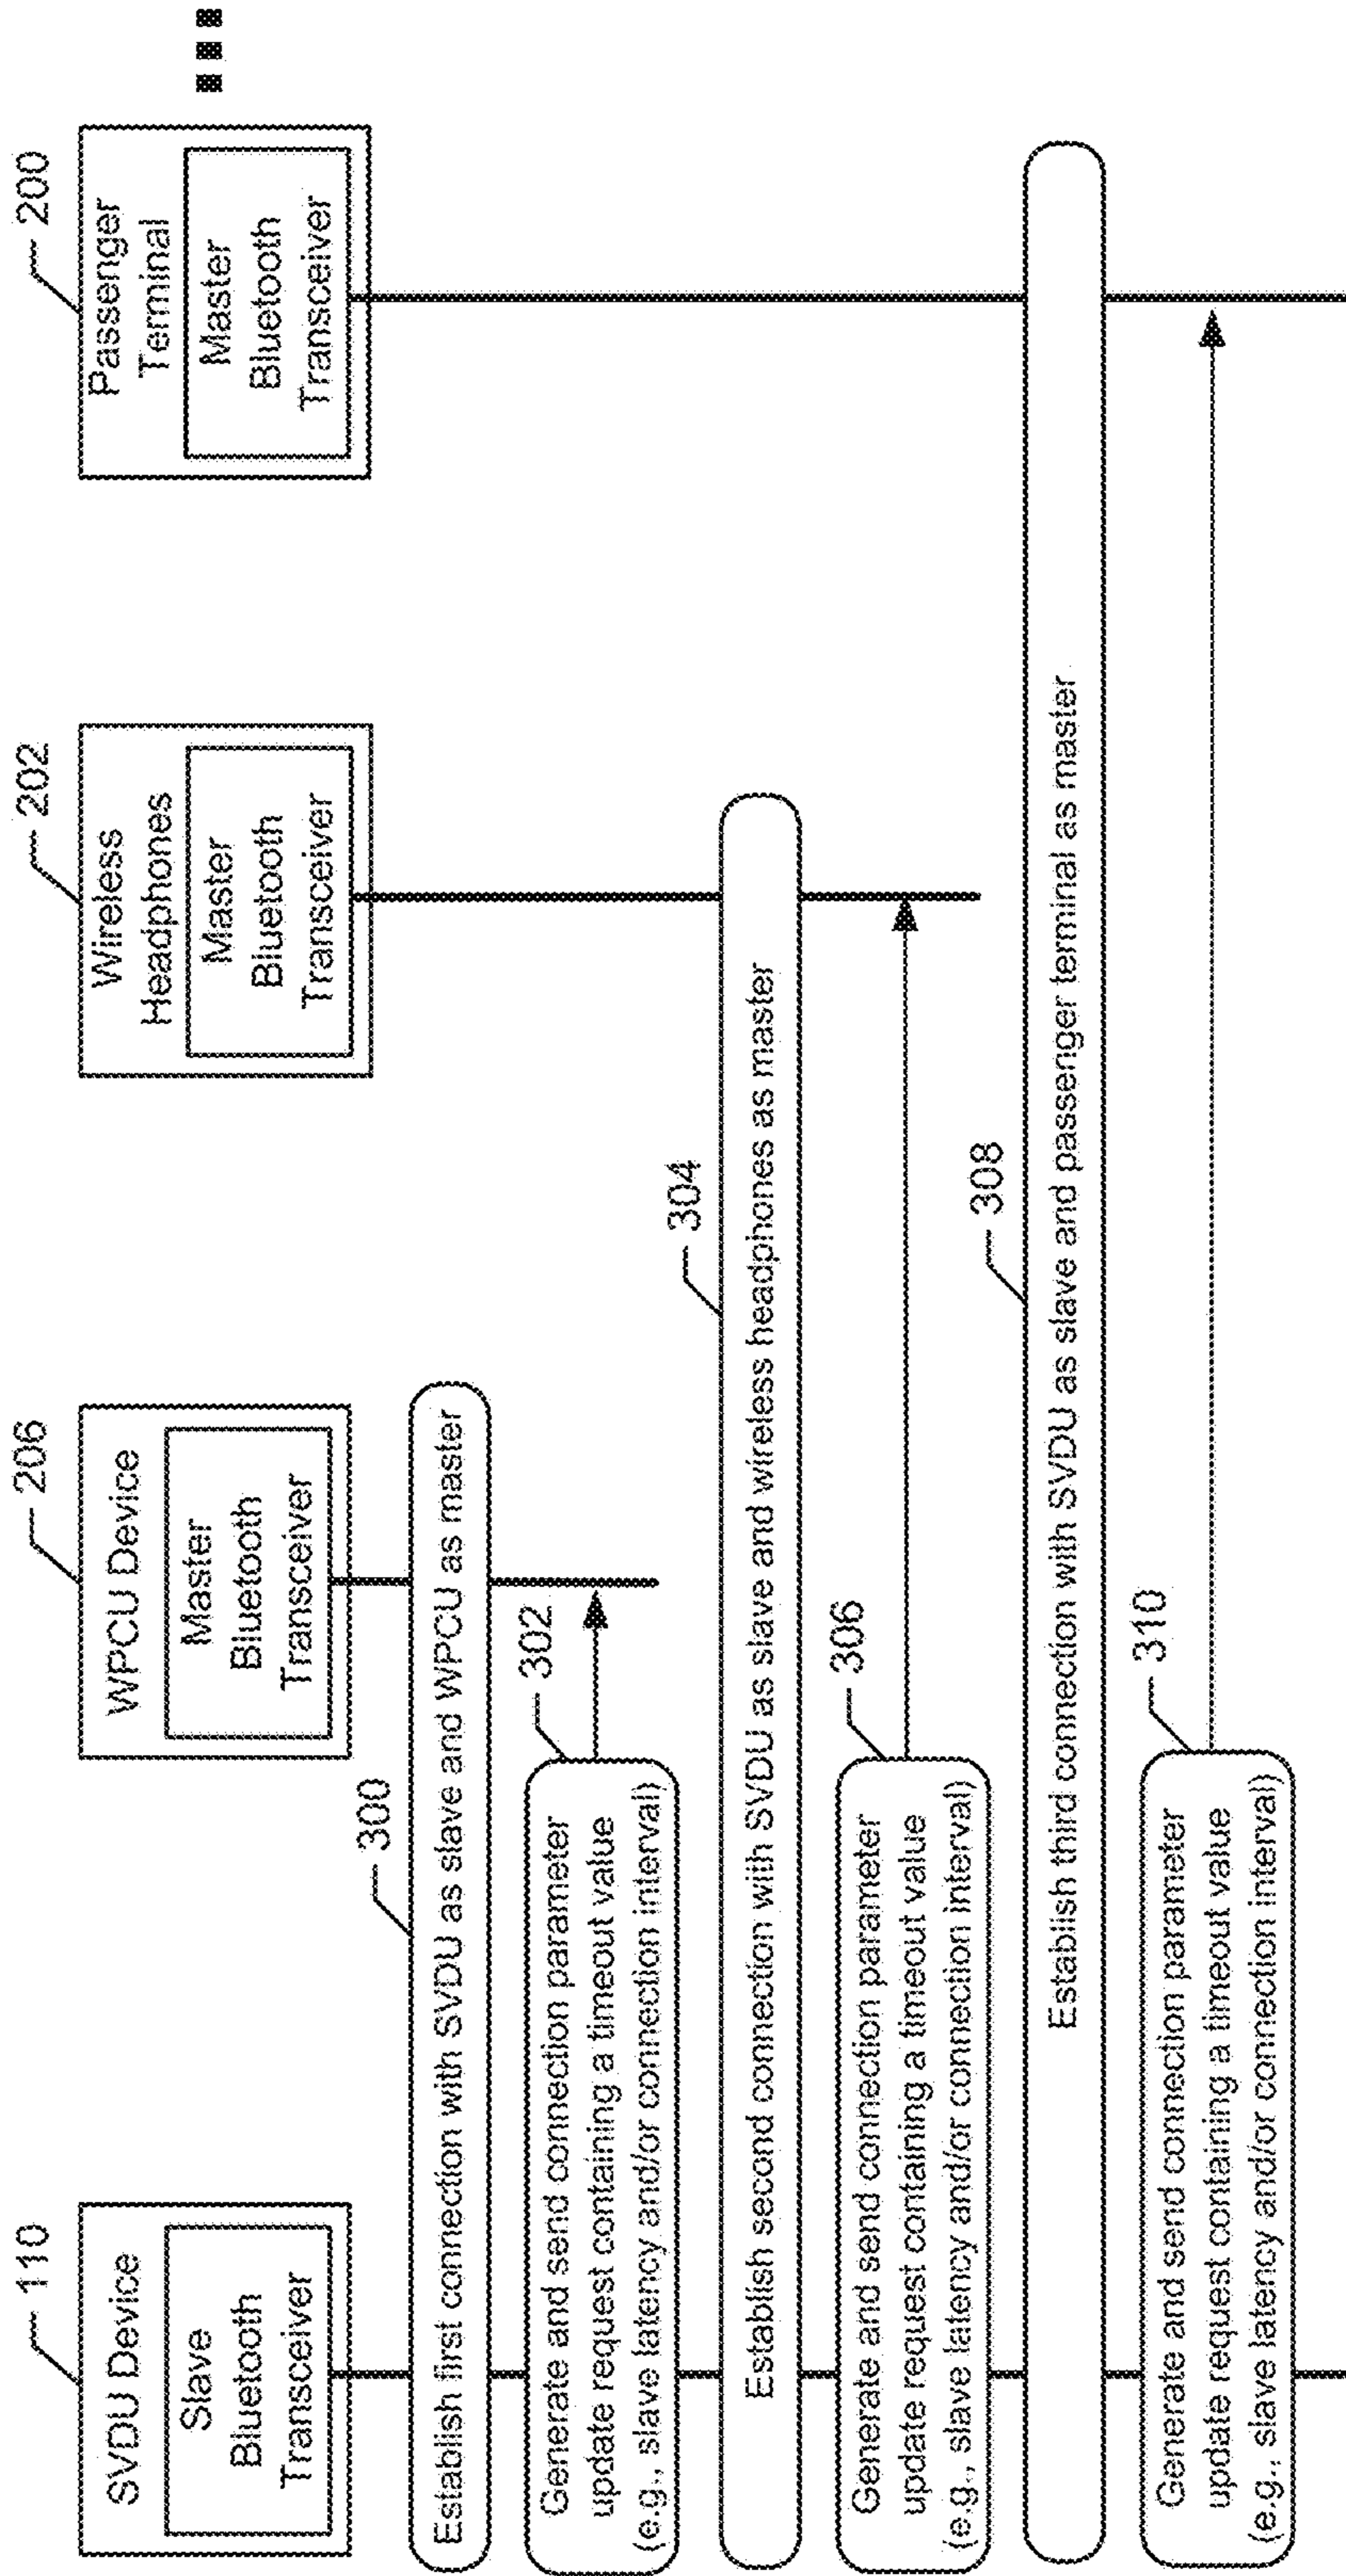 110
SVDU Device
Slave
Bluetooth
Transceiver
206
WPCU Device
Master
Bluetooth
Transceiver
202
Wireless
Headphones
Master
Bluetooth
Transceiver
200
Passenger
Terminal
Master
Bluetooth
Transceiver
300
Establish first connection with SVDU as slave and WPCU as master
302
Generate and send connection parameter
update request containing a timeout value
(e.g., slave latency and/or connection interval)
304
Establish second connection with SVDU as slave and wireless headphones as master
306
Generate and send connection parameter
update request containing a timeout value
(e.g., slave latency and/or connection interval)
308
Establish third connection with SVDU as slave and passenger terminal as master
310
Generate and send connection parameter
update request containing a timeout value
(e.g., slave latency and/or connection interval)